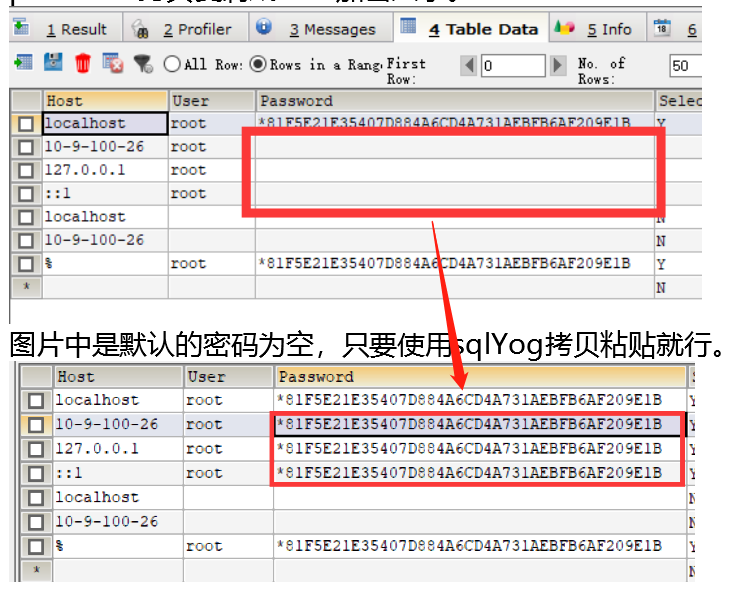 1 Result 2 Profiler 3 Messages 4 Table Data 5 Info 18 6
All Row: Rows in a Rang First Row: 0 No. of Rows: 50
Host User Password Selec
localhost root *81F5E21E35407D884A6CD4A731AEBFB6AF209E1B Y
10-9-100-26 root
127.0.0.1 root
::1 root
localhost N
10-9-100-26 N
% root *81F5E21E35407D884A6CD4A731AEBFB6AF209E1B Y
* N
图片中是默认的密码为空，只要使用sqlYog拷贝粘贴就行。
Host User Password
localhost root *81F5E21E35407D884A6CD4A731AEBFB6AF209E1B Y
10-9-100-26 root *81F5E21E35407D884A6CD4A731AEBFB6AF209E1B Y
127.0.0.1 root *81F5E21E35407D884A6CD4A731AEBFB6AF209E1B Y
::1 root *81F5E21E35407D884A6CD4A731AEBFB6AF209E1B Y
localhost N
10-9-100-26 N
% root *81F5E21E35407D884A6CD4A731AEBFB6AF209E1B Y
* N